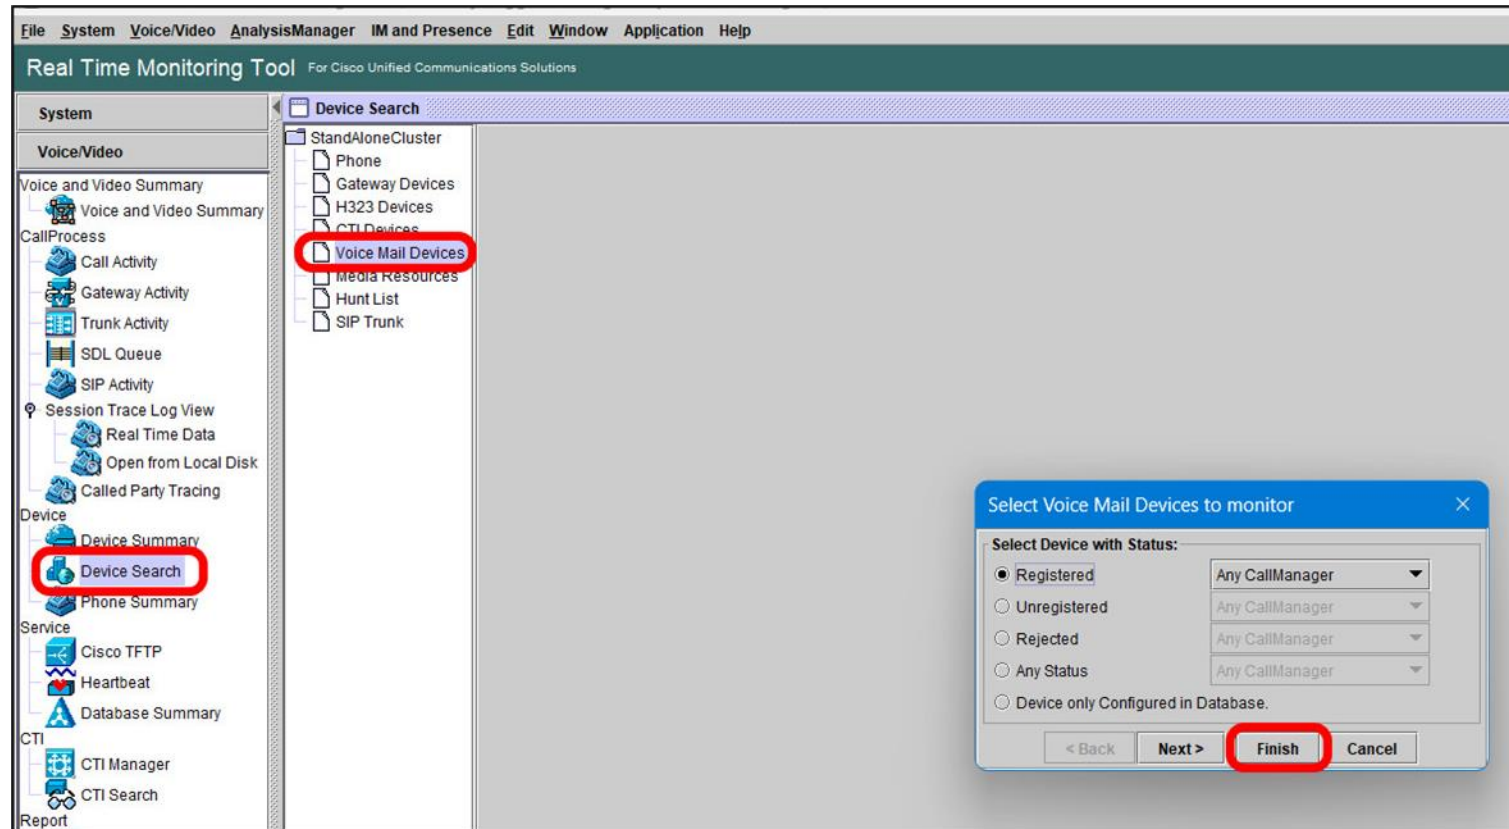 File System Voice/Video AnalysisManager IM and Presence Edit Window Application Help
Real Time Monitoring Tool For Cisco Unified Communications Solutions
System
Voice/Video
Voice and Video Summary
Voice and Video Summary
CallProcess
Call Activity
Gateway Activity
Trunk Activity
SDL Queue
SIP Activity
Session Trace Log View
Real Time Data
Open from Local Disk
Called Party Tracing
Device
Device Summary
Device Search
Phone Summary
Service
Cisco TFTP
Heartbeat
Database Summary
CTI
CTI Manager
CTI Search
Report
Device Search
StandAloneCluster
Phone
Gateway Devices
H323 Devices
CTI Devices
Voice Mail Devices
Media Resources
Hunt List
SIP Trunk
Select Voice Mail Devices to monitor
Select Device with Status:
Registered Any CallManager
Unregistered Any CallManager
Rejected Any CallManager
Any Status Any CallManager
Device only Configured in Database.
< Back Next > Finish Cancel